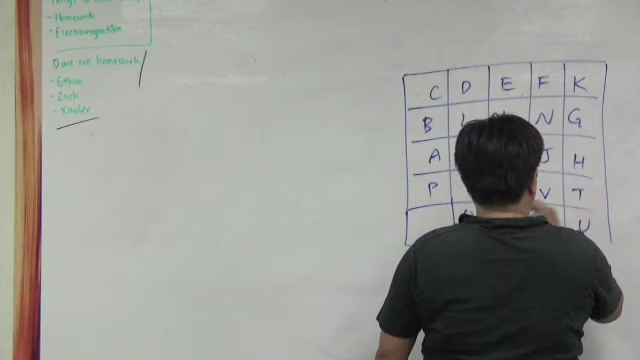 - Homework
- Electromagnetism
Owe me homework
- Ethan
- Zach
- Xavier
C D E F K
B N G
A J H
P V T
U